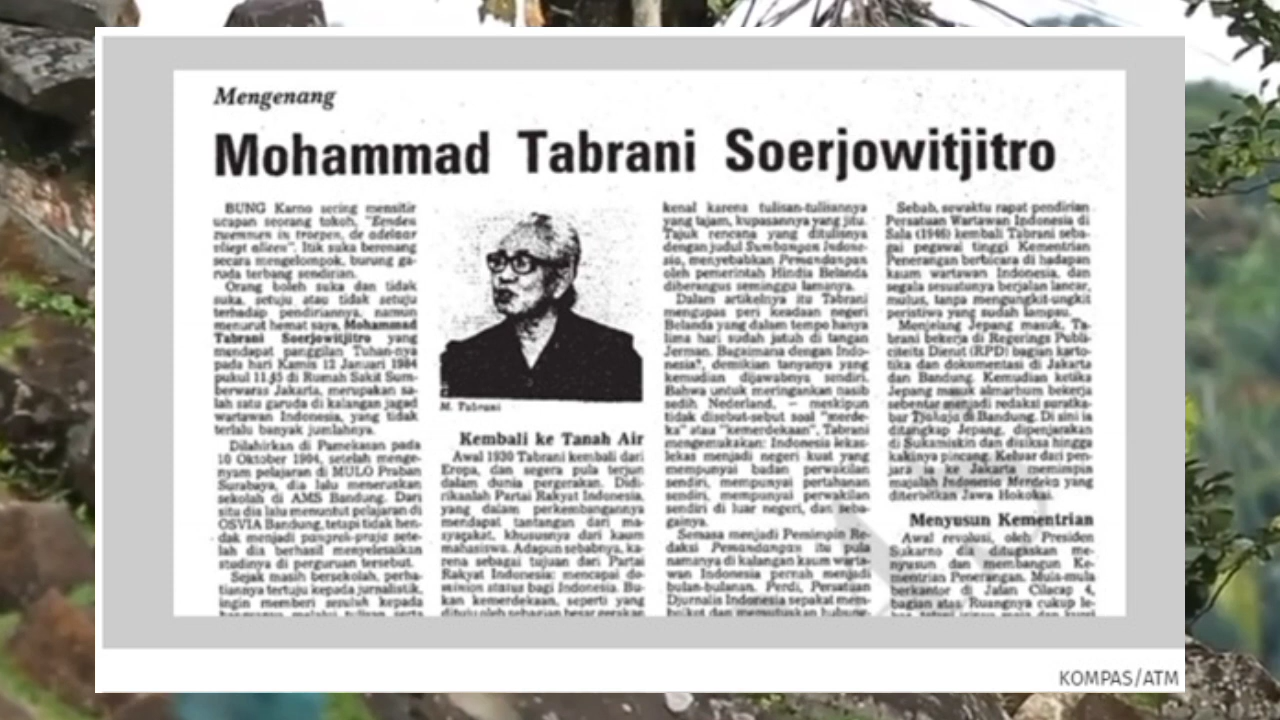 Mengenang
Mohammad Tabrani Soerjowitjitro
BUNG Karno sering mensitir
ucapan seorang tokoh, "Eenden
zwemmen in troepen, de adelaar
vliegt alleen". Itik suka berenang
secara mengelompok, burung ga-
ruda terbang sendirian.
Orang boleh suka dan tidak
suka, setuju atau tidak setuju
terhadap pendiriannya, namun
menurut hemat saya, Mohammad
Tabrani Soerjowitjitro yang
mendapat panggilan Tuhan-nya
pada hari Kamis 12 Januari 1984
pukul 11.45 di Rumah Sakit Sum-
berwaras Jakarta, merupakan sa-
lah satu garuda di kalangan jagad
wartawan Indonesia, yang tidak
terlalu banyak jumlahnya.
Dilahirkan di Pamekasan pada
10 Oktober 1904, setelah menge-
nyam pelajaran di MULO Praban
Surabaya, dia lalu meneruskan
sekolah di AMS Bandung. Dari
situ dia lalu menuntut pelajaran di
OSVIA Bandung, tetapi tidak hen-
dak menjadi pangreh-praja sete-
lah dia berhasil menyelesaikan
studinya di perguruan tersebut.
Sejak masih bersekolah, perha-
tiannya tertuju kepada jurnalistik,
ingin memberi sesuluh kepada
M. Tabrani
Kembali ke Tanah Air
Awal 1930 Tabrani kembali dari
Eropa, dan segera pula terjun
dalam dunia pergerakan. Didi-
rikanlah Partai Rakyat Indonesia,
yang dalam perkembangannya
mendapat tantangan dari ma-
syarakat, khususnya dari kaum
mahasiswa. Adapun sebabnya, ka-
rena sebagai tujuan dari Partai
Rakyat Indonesia: mencapai do-
minion status bagi Indonesia. Bu-
kan kemerdekaan, seperti yang
dituju oleh sebagian besar gerakan
kenal karena tulisan-tulisannya
yang tajam, kupasannya yang jitu.
Tajuk rencana yang ditulisnya
dengan judul Sumbangan Indone-
sia, menyebabkan Pemandangan
oleh pemerintah Hindia Belanda
diberangus seminggu lamanya.
Dalam artikelnya itu Tabrani
mengupas peri keadaan negeri
Belanda yang dalam tempo hanya
lima hari sudah jatuh di tangan
Jerman. Bagaimana dengan Indo-
nesia", demikian tanyanya yang
kemudian dijawabnya sendiri.
Bahwa untuk meringankan nasib
sedih Nederland, — meskipun
tidak disebut-sebut soal "merde-
ka" atau "kemerdekaan", Tabrani
mengemukakan: Indonesia lekas-
lekas menjadi negeri kuat yang
mempunyai badan perwakilan
sendiri, mempunyai pertahanan
sendiri, mempunyai perwakilan
sendiri di luar negeri, dan seba-
gainya.
Semasa menjadi Pemimpin Re-
daksi Pemandangan itu pula
namanya di kalangan kaum warta-
wan Indonesia pernah menjadi
bulan-bulanan. Perdi, Persatuan
Djurnalis Indonesia sepakat mem-
boikot dan memutuskan hubung-
Sebab, sewaktu rapat pendirian
Persatuan Wartawan Indonesia di
Sala (1946) kembali Tabrani seba-
gai pegawai tinggi Kementrian
Penerangan berbicara di hadapan
kaum wartawan Indonesia, dan
segala sesuatunya berjalan lancar,
mulus, tanpa mengungkit-ungkit
peristiwa yang sudah lampau.
Menjelang Jepang masuk, Ta-
brani bekerja di Regerings Publi-
citeits Dienst (RPD) bagian karto-
tika dan dokumentasi di Jakarta
dan Bandung. Kemudian ketika
Jepang masuk almarhum bekerja
sebentar menjadi redaksi suratka-
bar Tjahaja di Bandung. Di sini ia
ditangkap Jepang, dipenjarakan
di Sukamiskin dan disiksa hingga
kakinya pincang. Keluar dari pen-
jara ia ke Jakarta memimpin
majalah Indonesia Merdeka yang
diterbitkan Jawa Hokokai.
Menyusun Kementrian
Awal revolusi, oleh Presiden
Sukarno dia ditugaskan me-
nyusun dan membangun Ke-
mentrian Penerangan. Mula-mula
berkantor di Jalan Cilacap 4,
bagian atas. Ruangnya cukup le-
KOMPAS/ATM